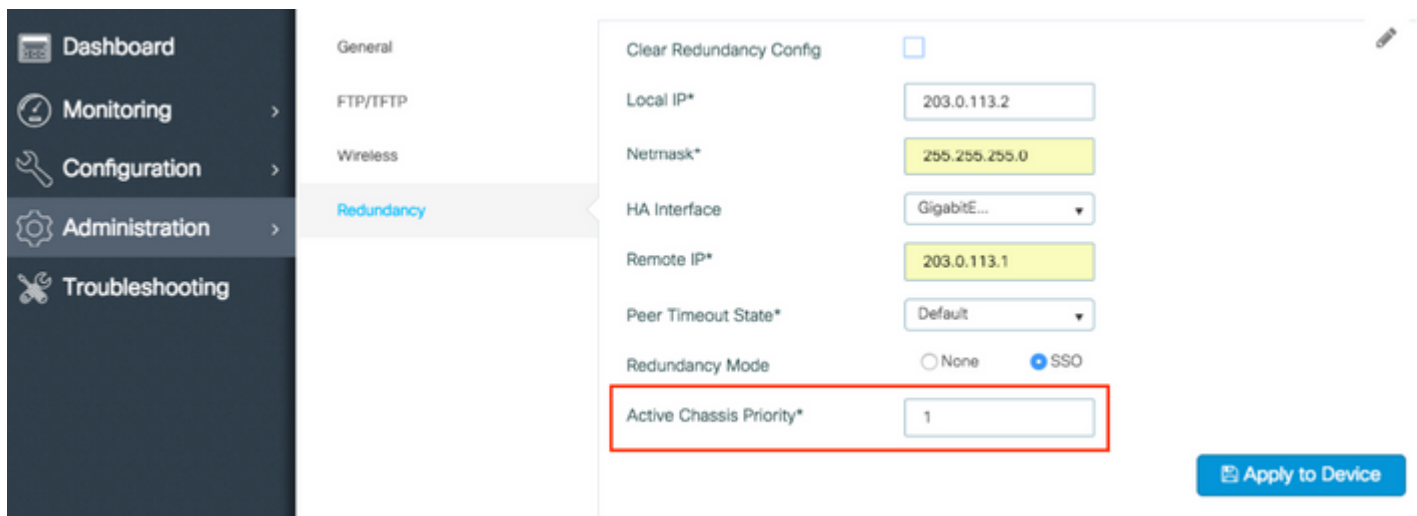 Dashboard
Monitoring
Configuration
Administration
Troubleshooting
General
FTP/TFTP
Wireless
Redundancy
Clear Redundancy Config
Local IP* 203.0.113.2
Netmask* 255.255.255.0
HA Interface GigabitE...
Remote IP* 203.0.113.1
Peer Timeout State* Default
Redundancy Mode None SSO
Active Chassis Priority* 1
Apply to Device